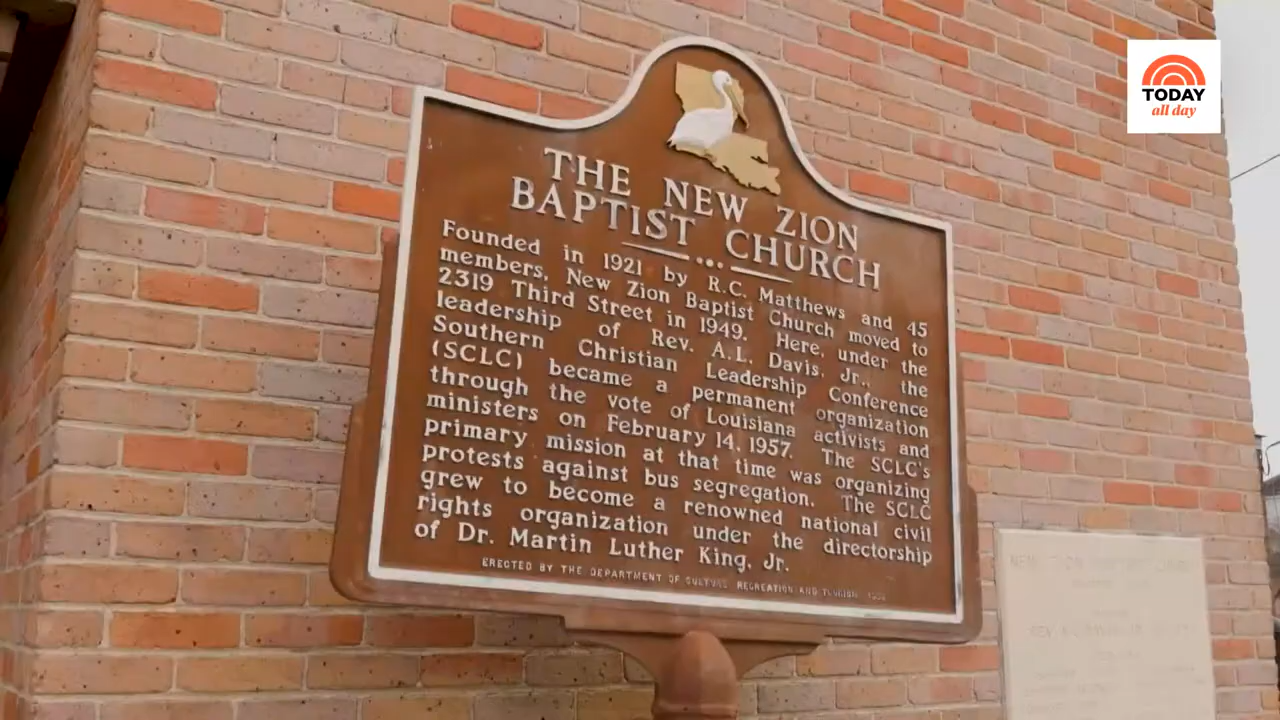 TODAY
all day
THE NEW ZION
BAPTIST CHURCH
Founded in 1921 by R.C. Matthews and 45
members, New Zion Baptist Church moved to
2319 Third Street in 1949. Here, under the
leadership of Rev. A.L. Davis, Jr., the
Southern Christian Leadership Conference
(SCLC) became a permanent organization
through the vote of Louisiana activists and
ministers on February 14, 1957. The SCLC's
primary mission at that time was organizing
protests against bus segregation. The SCLC
grew to become a renowned national civil
rights organization under the directorship
of Dr. Martin Luther King, Jr.
ERECTED BY THE DEPARTMENT OF CULTURE RECREATION AND TOURISM